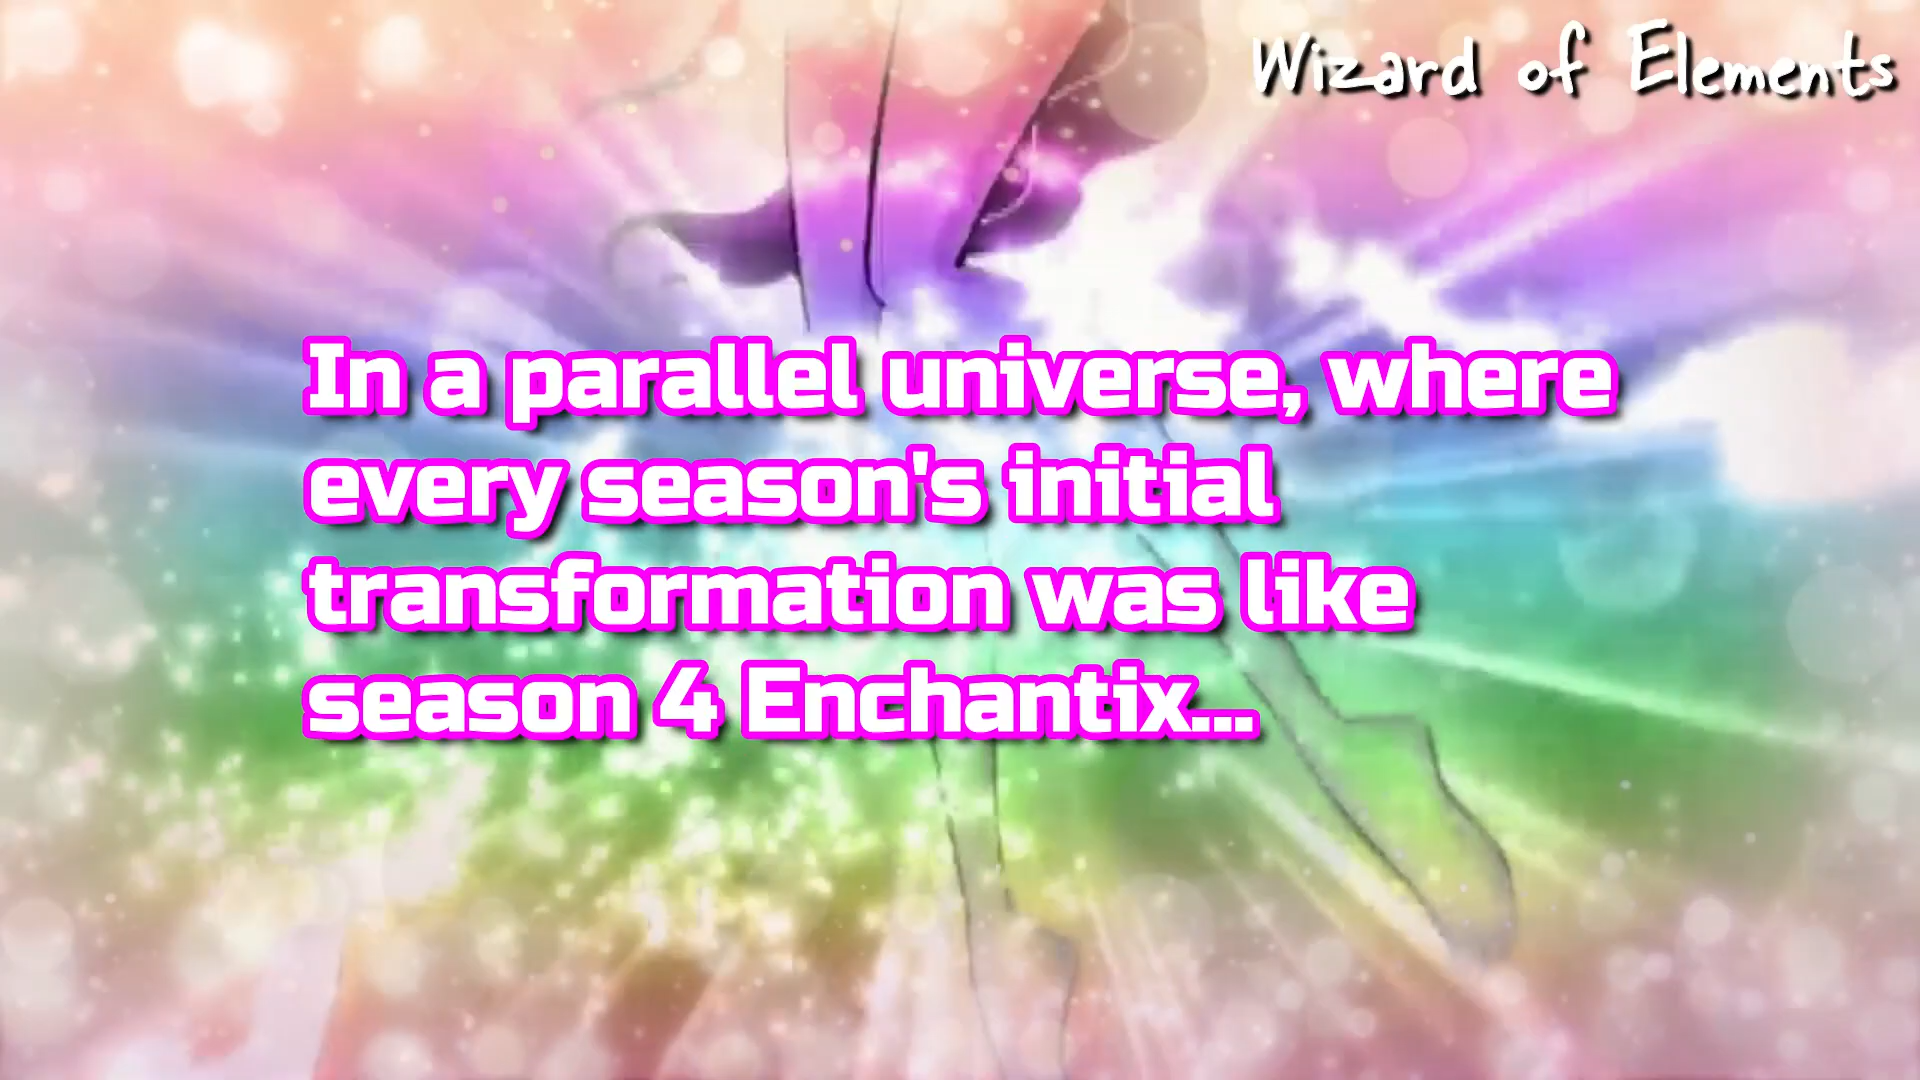 Wizard of Elements
In a parallel universe, where
every season's initial
transformation was like
season 4 Enchantix...